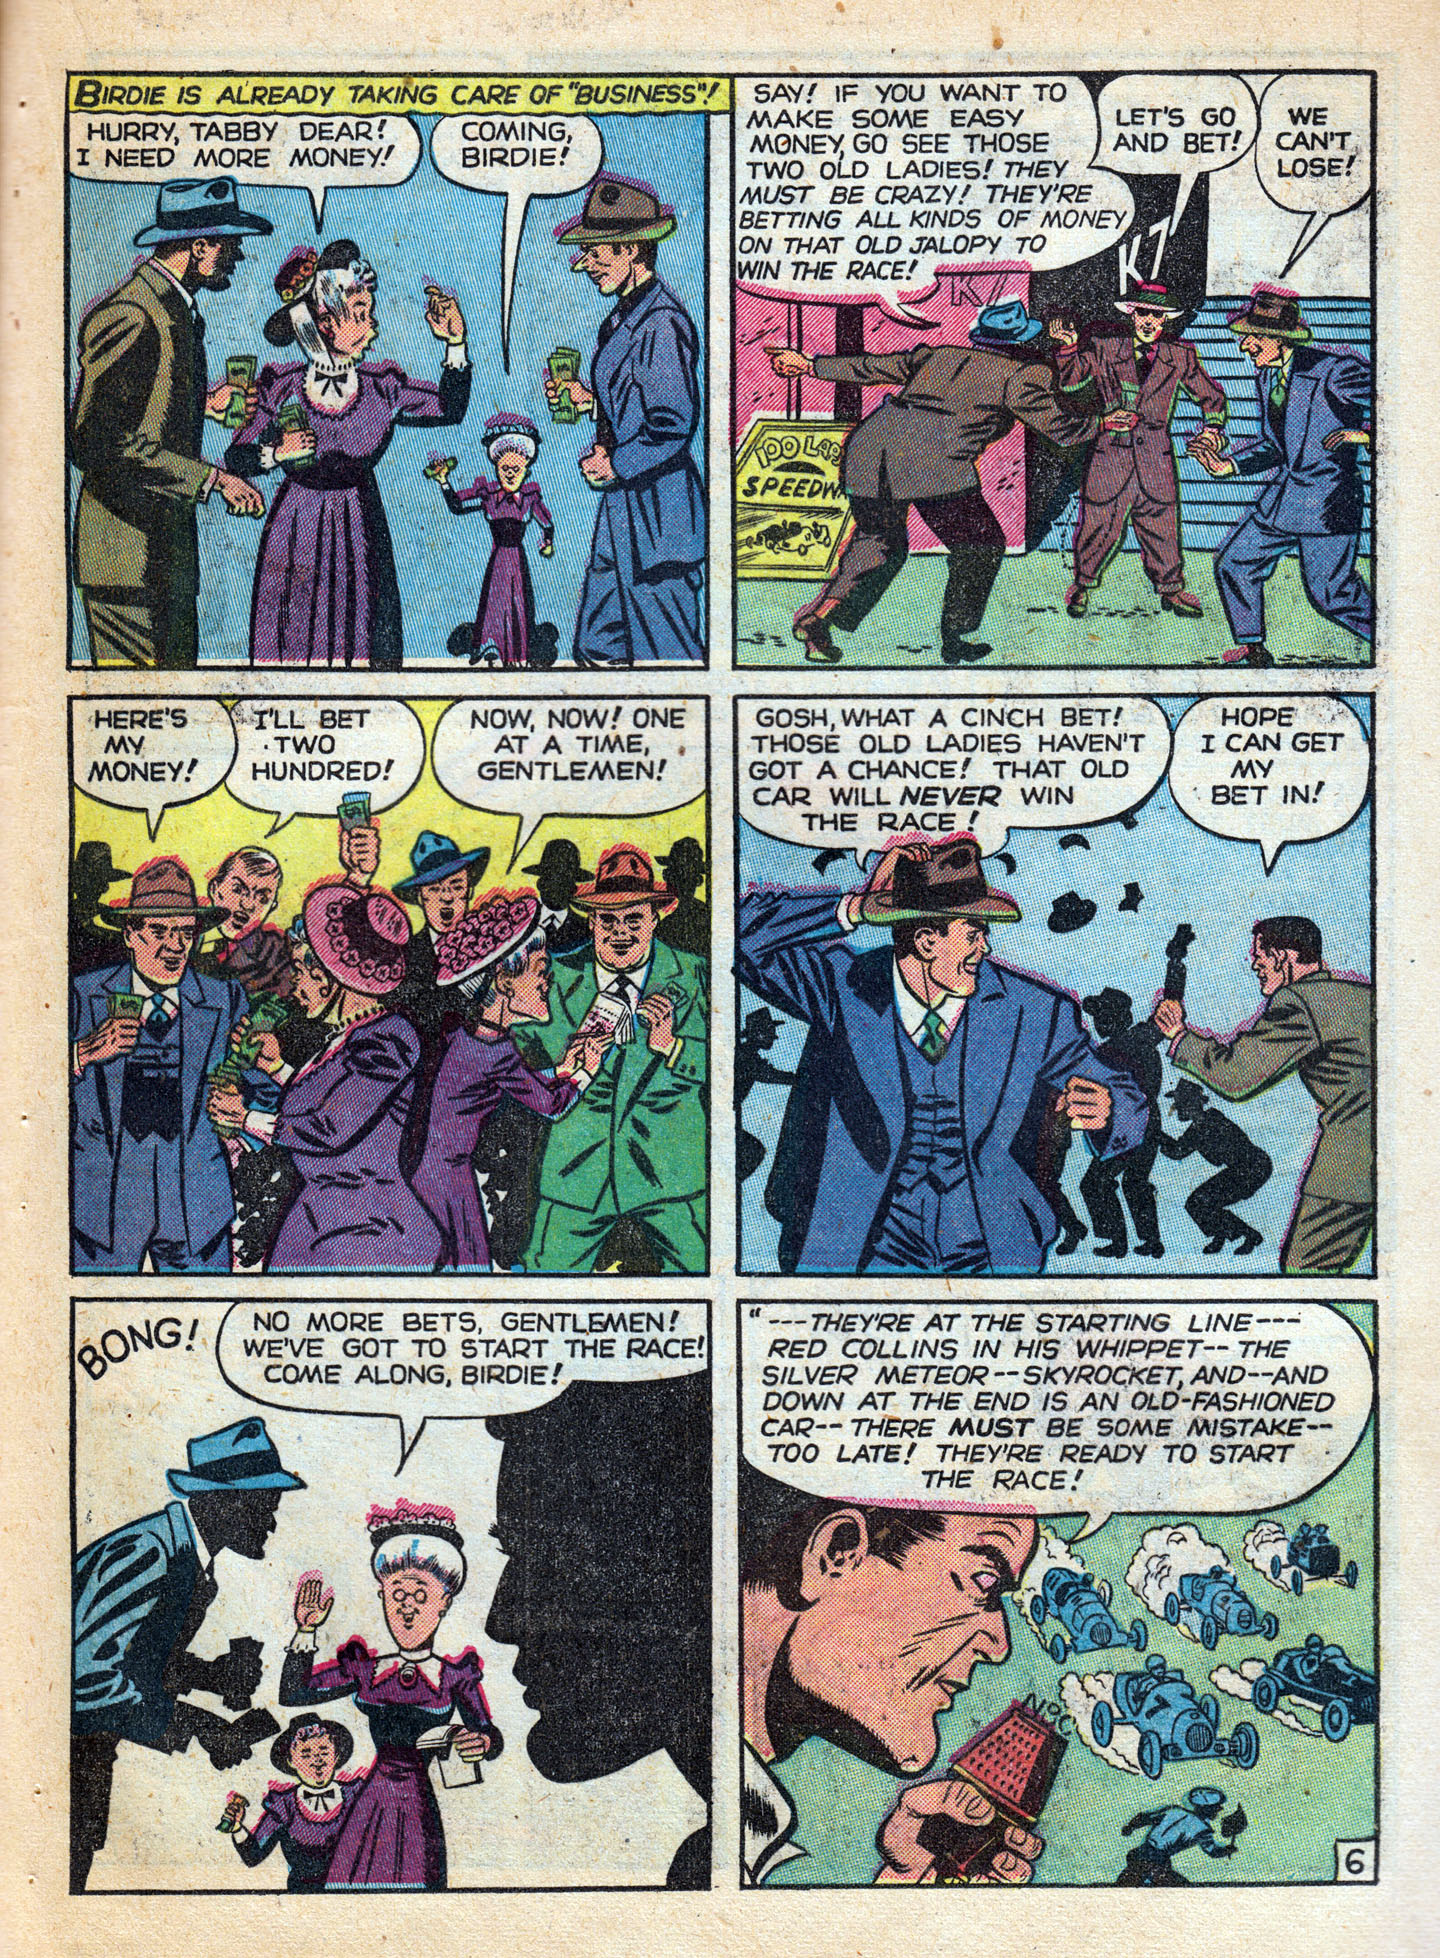 BIRDIE IS ALREADY TAKING CARE OF "BUSINESS"!
HURRY, TABBY DEAR!
I NEED MORE MONEY!
COMING,
BIRDIE!
SAY! IF YOU WANT TO
MAKE SOME EASY
MONEY, GO SEE THOSE
TWO OLD LADIES! THEY
MUST BE CRAZY! THEY'RE
BETTING ALL KINDS OF MONEY
ON THAT OLD JALOPY TO
WIN THE RACE!
LET'S GO
AND BET!
WE
CAN'T
LOSE!
K7
K7
100 LAP
SPEEDWA
HERE'S
MY
MONEY!
I'LL BET
TWO
HUNDRED!
NOW, NOW! ONE
AT A TIME,
GENTLEMEN!
GOSH, WHAT A CINCH BET!
THOSE OLD LADIES HAVEN'T
GOT A CHANCE! THAT OLD
CAR WILL NEVER WIN
THE RACE!
HOPE
I CAN GET
MY
BET IN!
BONG!
NO MORE BETS, GENTLEMEN!
WE'VE GOT TO START THE RACE!
COME ALONG, BIRDIE!
"---THEY'RE AT THE STARTING LINE---
RED COLLINS IN HIS WHIPPET--THE
SILVER METEOR--SKYROCKET, AND--AND
DOWN AT THE END IS AN OLD-FASHIONED
CAR--THERE MUST BE SOME MISTAKE--
TOO LATE! THEY'RE READY TO START
THE RACE!
7
6